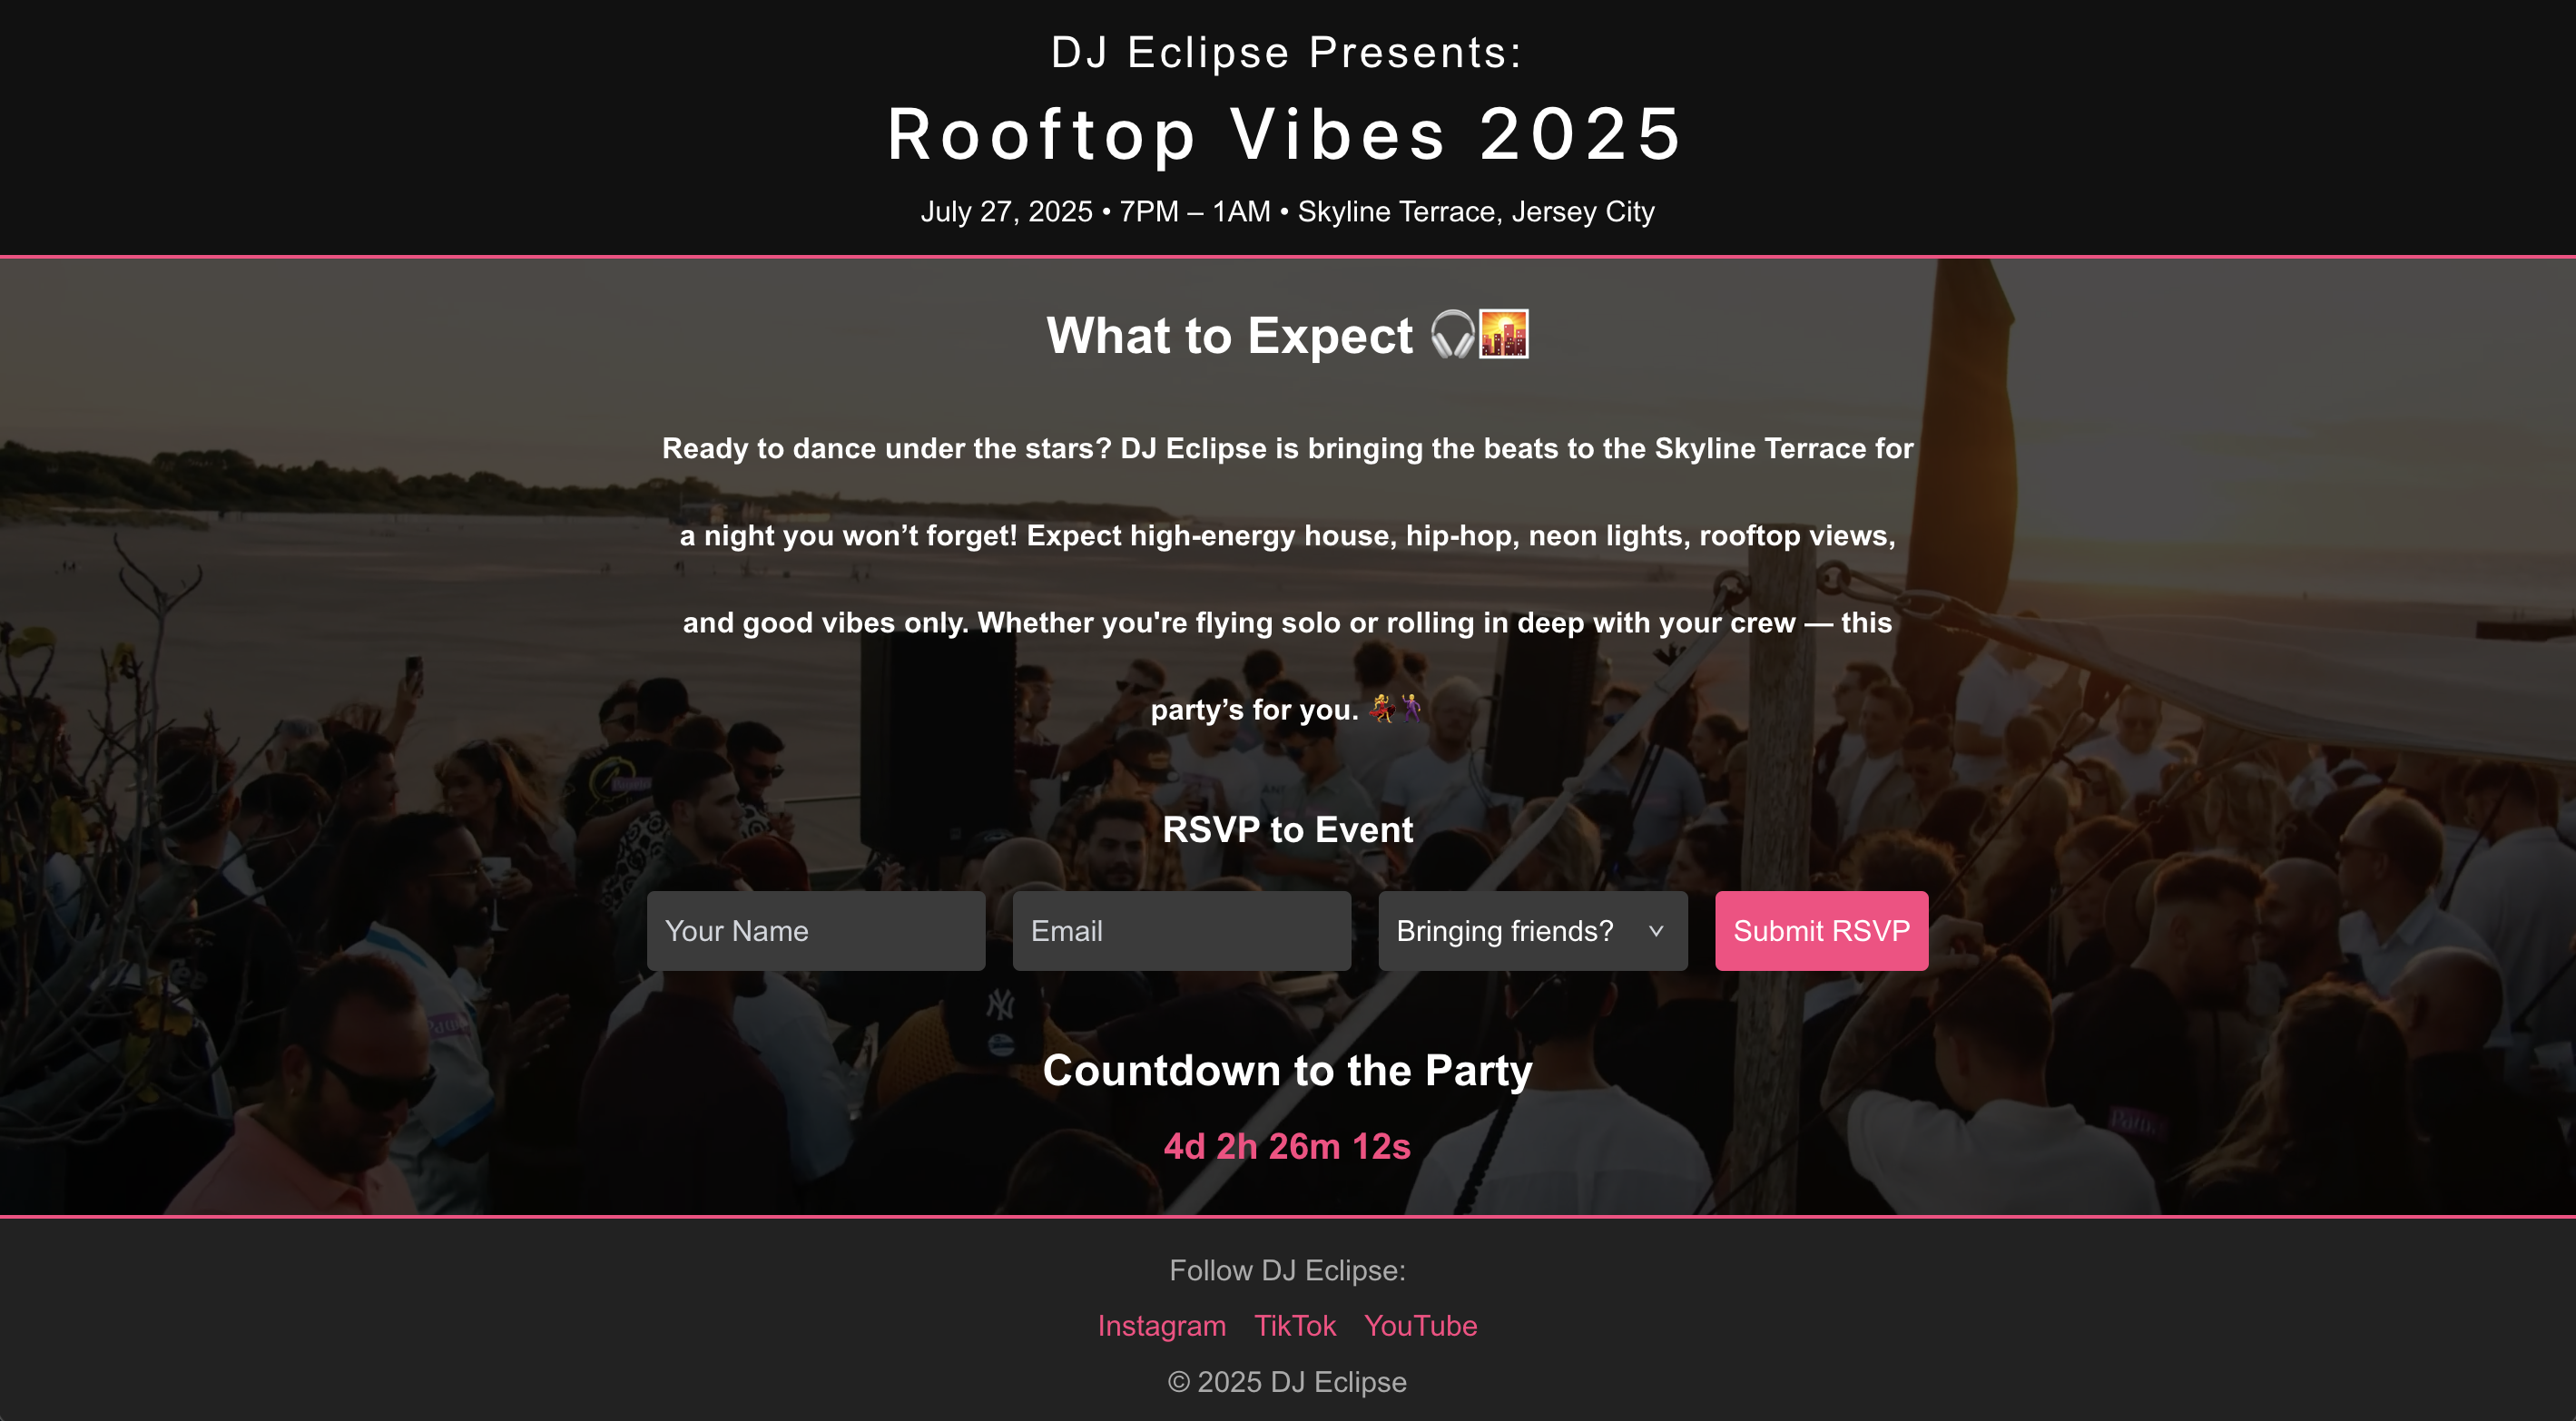 DJ Eclipse Presents:
Rooftop Vibes 2025
July 27, 2025 • 7PM – 1AM • Skyline Terrace, Jersey City
What to Expect 🎧🌇
Ready to dance under the stars? DJ Eclipse is bringing the beats to the Skyline Terrace for
a night you won’t forget! Expect high-energy house, hip-hop, neon lights, rooftop views,
and good vibes only. Whether you're flying solo or rolling in deep with your crew — this
party’s for you. 💃🕺
RSVP to Event
Your Name
Email
Bringing friends?
Submit RSVP
NY
Countdown to the Party
4d 2h 26m 12s
Follow DJ Eclipse:
Instagram TikTok YouTube
© 2025 DJ Eclipse